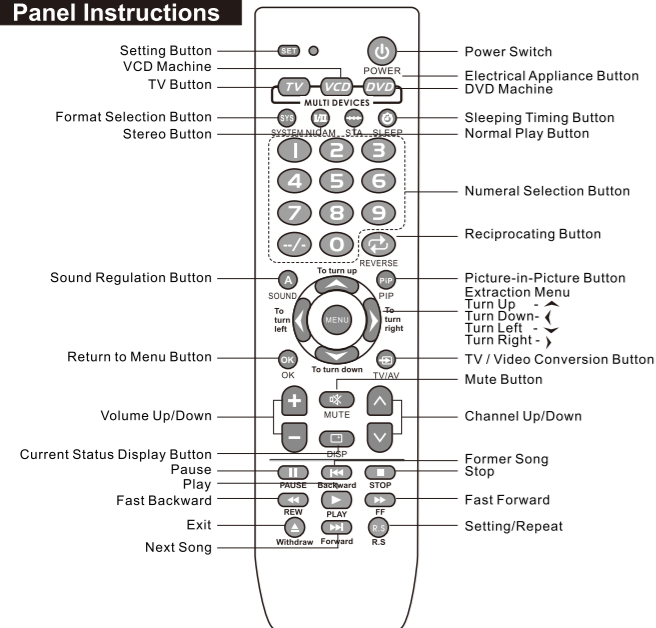 Panel Instructions
Setting Button
VCD Machine
TV Button
Format Selection Button
Stereo Button
Sound Regulation Button
Return to Menu Button
Volume Up/Down
Current Status Display Button
Pause
Play
Fast Backward
Exit
Next Song
SET
POWER
TV VCD DVD
MULTI DEVICES
SYS I/II
SYSTEM NICAM STA SLEEP
1 2 3
4 5 6
7 8 9
--/- 0
REVERSE
A To turn up PIP
SOUND PIP
To turn left
MENU
To turn right
OK To turn down
OK TV/AV
+
MUTE
−
DISP
PAUSE Backward STOP
REW PLAY FF
R.S
Withdraw Forward R.S
Power Switch
Electrical Appliance Button
DVD Machine
Sleeping Timing Button
Normal Play Button
Numeral Selection Button
Reciprocating Button
Picture-in-Picture Button
Extraction Menu
Turn Up -
Turn Down-
Turn Left -
Turn Right -
TV / Video Conversion Button
Mute Button
Channel Up/Down
Former Song
Stop
Fast Forward
Setting/Repeat